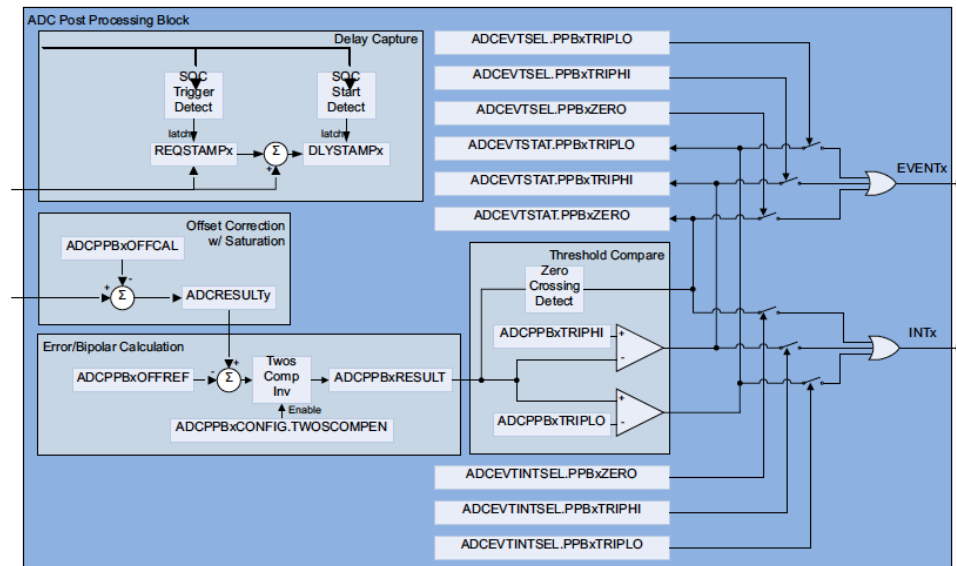 ADC Post Processing Block
Delay Capture
SOC
Trigger
Detect
SOC
Start
Detect
latch
latch
REQSTAMPx
Σ
DLYSTAMPx
+
-
Offset Correction
w/ Saturation
ADCPPBxOFFCAL
-
+
Σ
ADCRESULTy
Error/Bipolar Calculation
+
ADCPPBxOFFREF
-
Σ
Twos
Comp
Inv
ADCPPBxRESULT
Enable
ADCPPBxCONFIG.TWOSCOMPEN
ADCEVTSEL.PPBxTRIPLO
ADCEVTSEL.PPBxTRIPHI
ADCEVTSEL.PPBxZERO
ADCEVTSTAT.PPBxTRIPLO
ADCEVTSTAT.PPBxTRIPHI
ADCEVTSTAT.PPBxZERO
EVENTx
Threshold Compare
Zero
Crossing
Detect
ADCPPBxTRIPHI
+
-
ADCPPBxTRIPLO
+
-
INTx
ADCEVTINTSEL.PPBxZERO
ADCEVTINTSEL.PPBxTRIPHI
ADCEVTINTSEL.PPBxTRIPLO